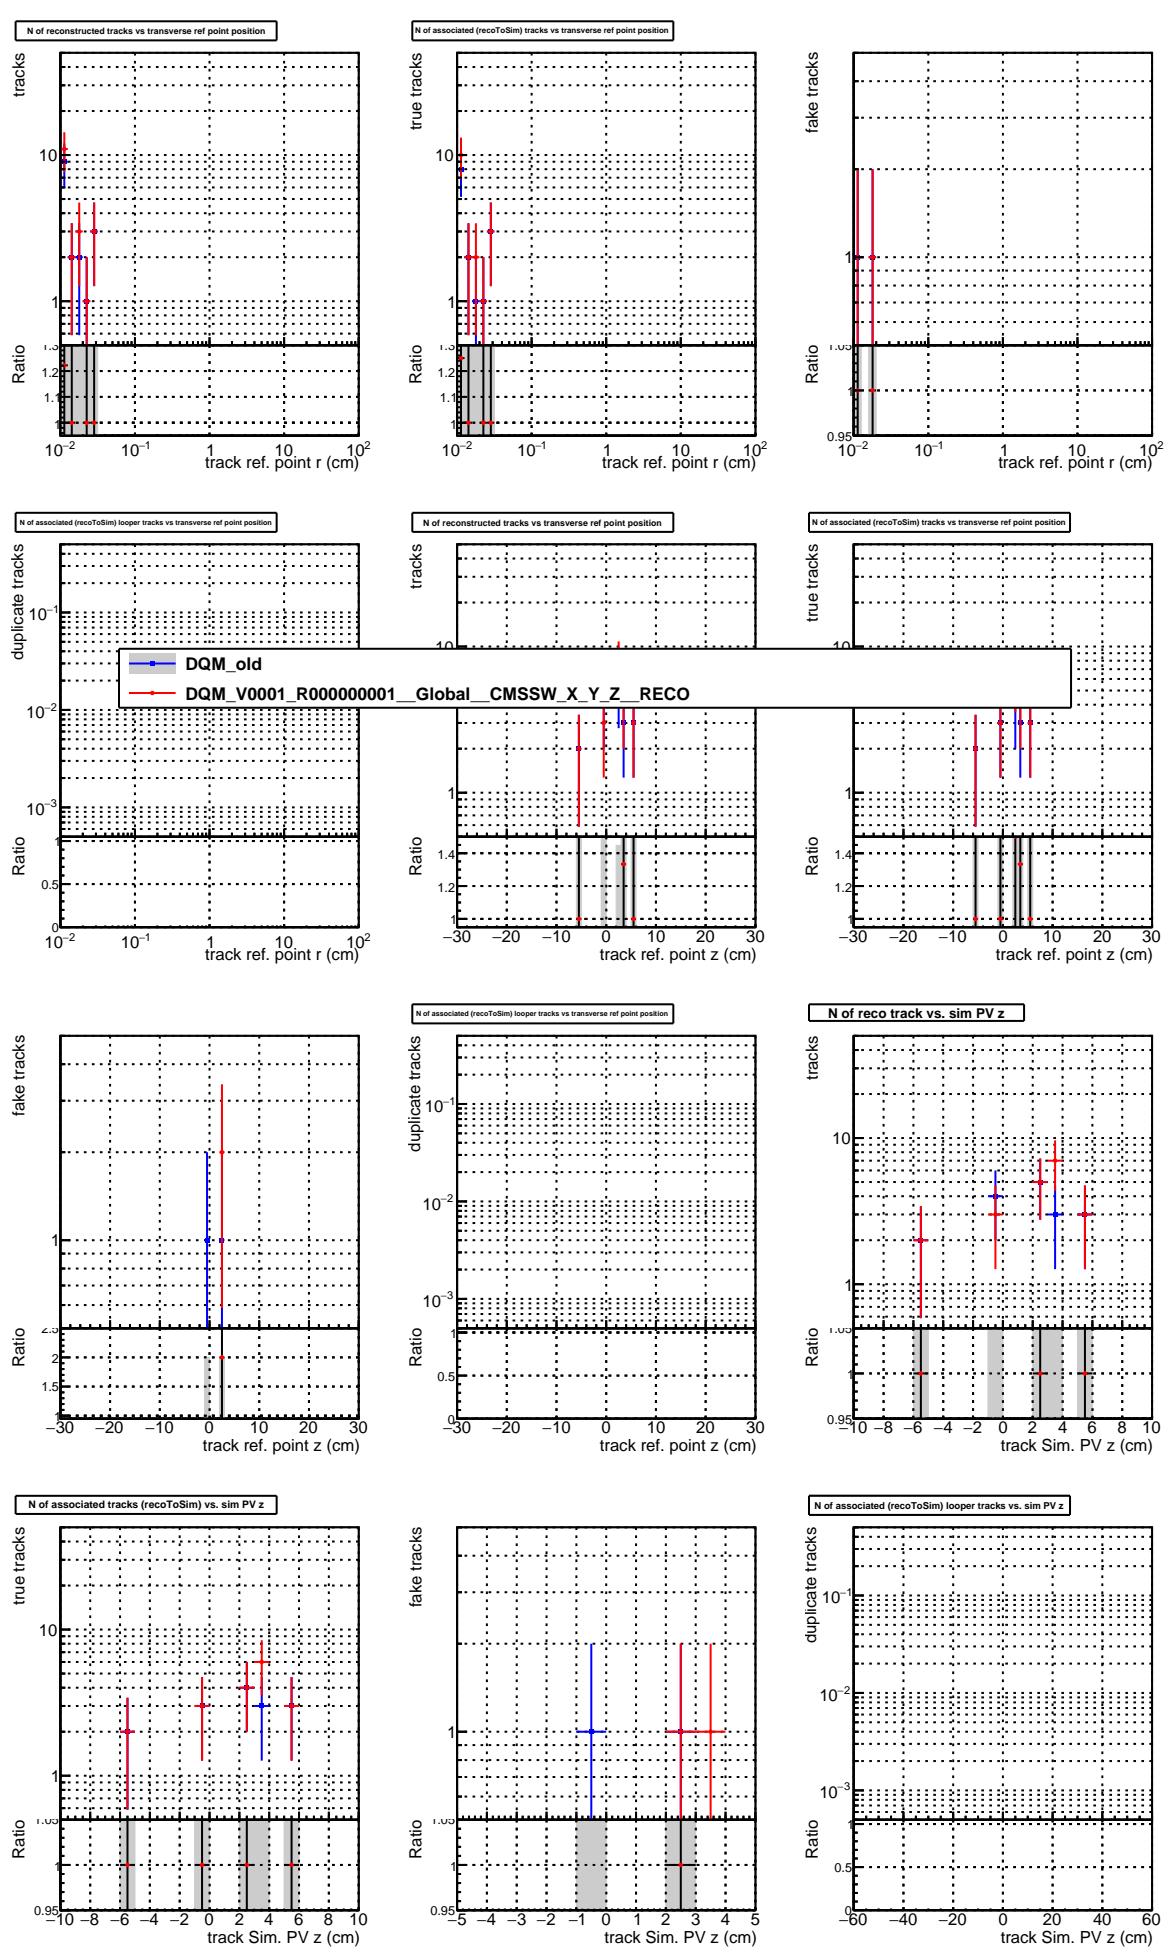 N of reconstructed tracks vs transverse ref point position
tracks
10
1
Ratio
1.3
1.2
1.1
1
10−2 10−1 1 10 102
track ref. point r (cm)
N of associated (recoToSim) tracks vs transverse ref point position
true tracks
10
1
Ratio
1.3
1.2
1.1
1
10−2 10−1 1 10 102
track ref. point r (cm)
fake tracks
1
Ratio
1.05
1
0.95
10−2 10−1 1 10 102
track ref. point r (cm)
N of associated (recoToSim) looper tracks vs transverse ref point position
duplicate tracks
10−1
10−2
10−3
Ratio
1
0.5
0
10−2 10−1 1 10 102
track ref. point r (cm)
N of reconstructed tracks vs transverse ref point position
tracks
10
1
Ratio
1.4
1.2
1
−30 −20 −10 0 10 20 30
track ref. point z (cm)
N of associated (recoToSim) tracks vs transverse ref point position
true tracks
1
Ratio
1.4
1.2
1
−30 −20 −10 0 10 20 30
track ref. point z (cm)
DQM_old
DQM_V0001_R000000001__Global__CMSSW_X_Y_Z__RECO
fake tracks
1
Ratio
2.5
2
1.5
1
−30 −20 −10 0 10 20 30
track ref. point z (cm)
N of associated (recoToSim) looper tracks vs transverse ref point position
duplicate tracks
10−1
10−2
10−3
Ratio
1
0.5
0
−30 −20 −10 0 10 20 30
track ref. point z (cm)
N of reco track vs. sim PV z
tracks
10
1
Ratio
1.05
1
0.95
−10 −8 −6 −4 −2 0 2 4 6 8 10
track Sim. PV z (cm)
N of associated tracks (recoToSim) vs. sim PV z
true tracks
10
1
Ratio
1.05
1
0.95
−10 −8 −6 −4 −2 0 2 4 6 8 10
track Sim. PV z (cm)
fake tracks
1
Ratio
1.05
1
0.95
−5 −4 −3 −2 −1 0 1 2 3 4 5
track Sim. PV z (cm)
N of associated (recoToSim) looper tracks vs. sim PV z
duplicate tracks
10−1
10−2
10−3
Ratio
1
0.5
0
−60 −40 −20 0 20 40 60
track Sim. PV z (cm)